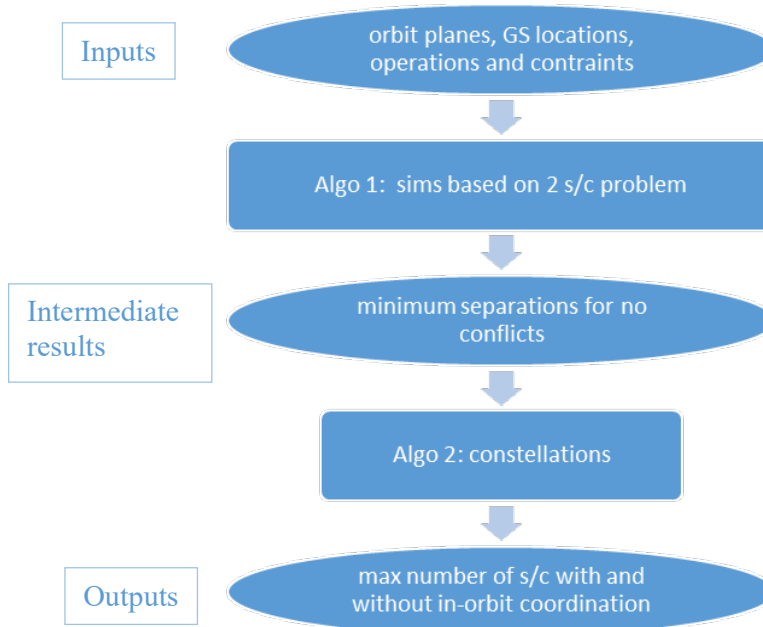 Inputs
orbit planes, GS locations,
operations and contraints
Algo 1:  sims based on 2 s/c problem
Intermediate
results
minimum separations for no
conflicts
Algo 2: constellations
Outputs
max number of s/c with and
without in-orbit coordination